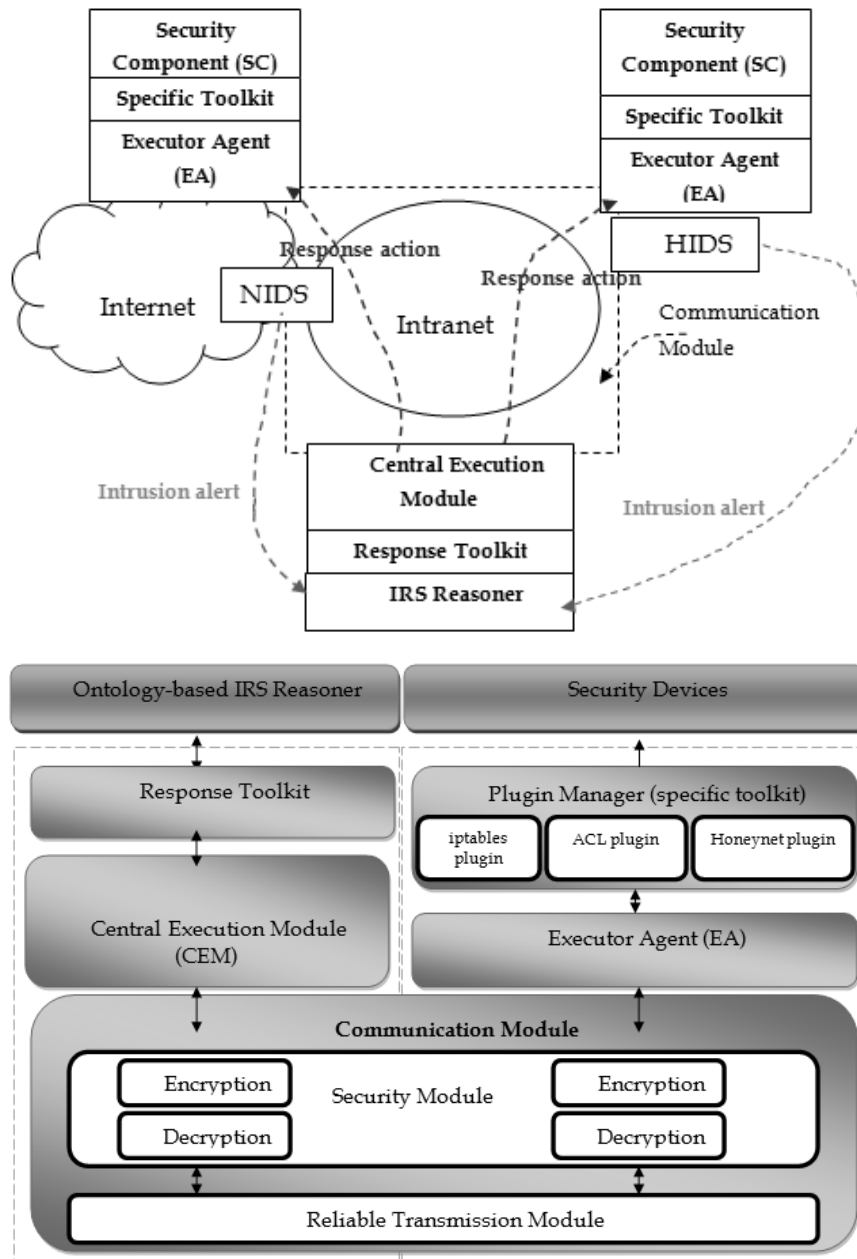 Security
Component (SC)
Specific Toolkit
Executor Agent
(EA)
Security
Component (SC)
Specific Toolkit
Executor Agent
(EA)
HIDS
Response action
Response action
NIDS
Internet
Intranet
Communication
Module
Intrusion alert
Intrusion alert
Central Execution
Module
Response Toolkit
IRS Reasoner
Ontology-based IRS Reasoner
Security Devices
Response Toolkit
Plugin Manager (specific toolkit)
iptables
plugin
ACL plugin
Honeynet plugin
Central Execution Module
(CEM)
Executor Agent (EA)
Communication Module
Encryption
Decryption
Security Module
Encryption
Decryption
Reliable Transmission Module